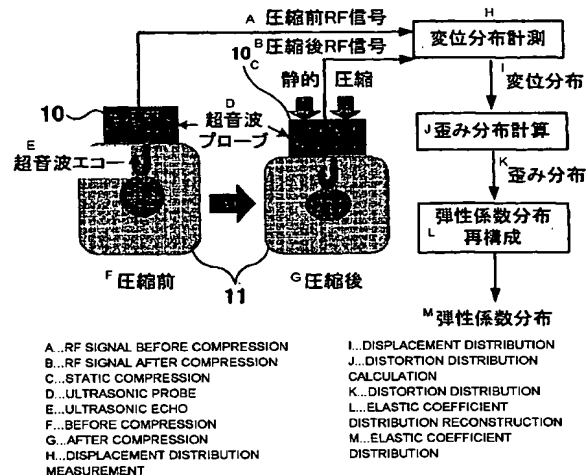 A 圧縮前RF信号
B 圧縮後RF信号
H
変位分布計測
10
10
C
静的 圧縮
I 変位分布
D
超音波
プローブ
E
超音波エコー
J 歪み分布計算
K
歪み分布
L 弾性係数分布
再構成
F 圧縮前
11
G 圧縮後
M 弾性係数分布
A...RF SIGNAL BEFORE COMPRESSION
B...RF SIGNAL AFTER COMPRESSION
C...STATIC COMPRESSION
D...ULTRASONIC PROBE
E...ULTRASONIC ECHO
F...BEFORE COMPRESSION
G...AFTER COMPRESSION
H...DISPLACEMENT DISTRIBUTION
MEASUREMENT
I...DISPLACEMENT DISTRIBUTION
J...DISTORTION DISTRIBUTION
CALCULATION
K...DISTORTION DISTRIBUTION
L...ELASTIC COEFFICIENT
DISTRIBUTION RECONSTRUCTION
M...ELASTIC COEFFICIENT
DISTRIBUTION